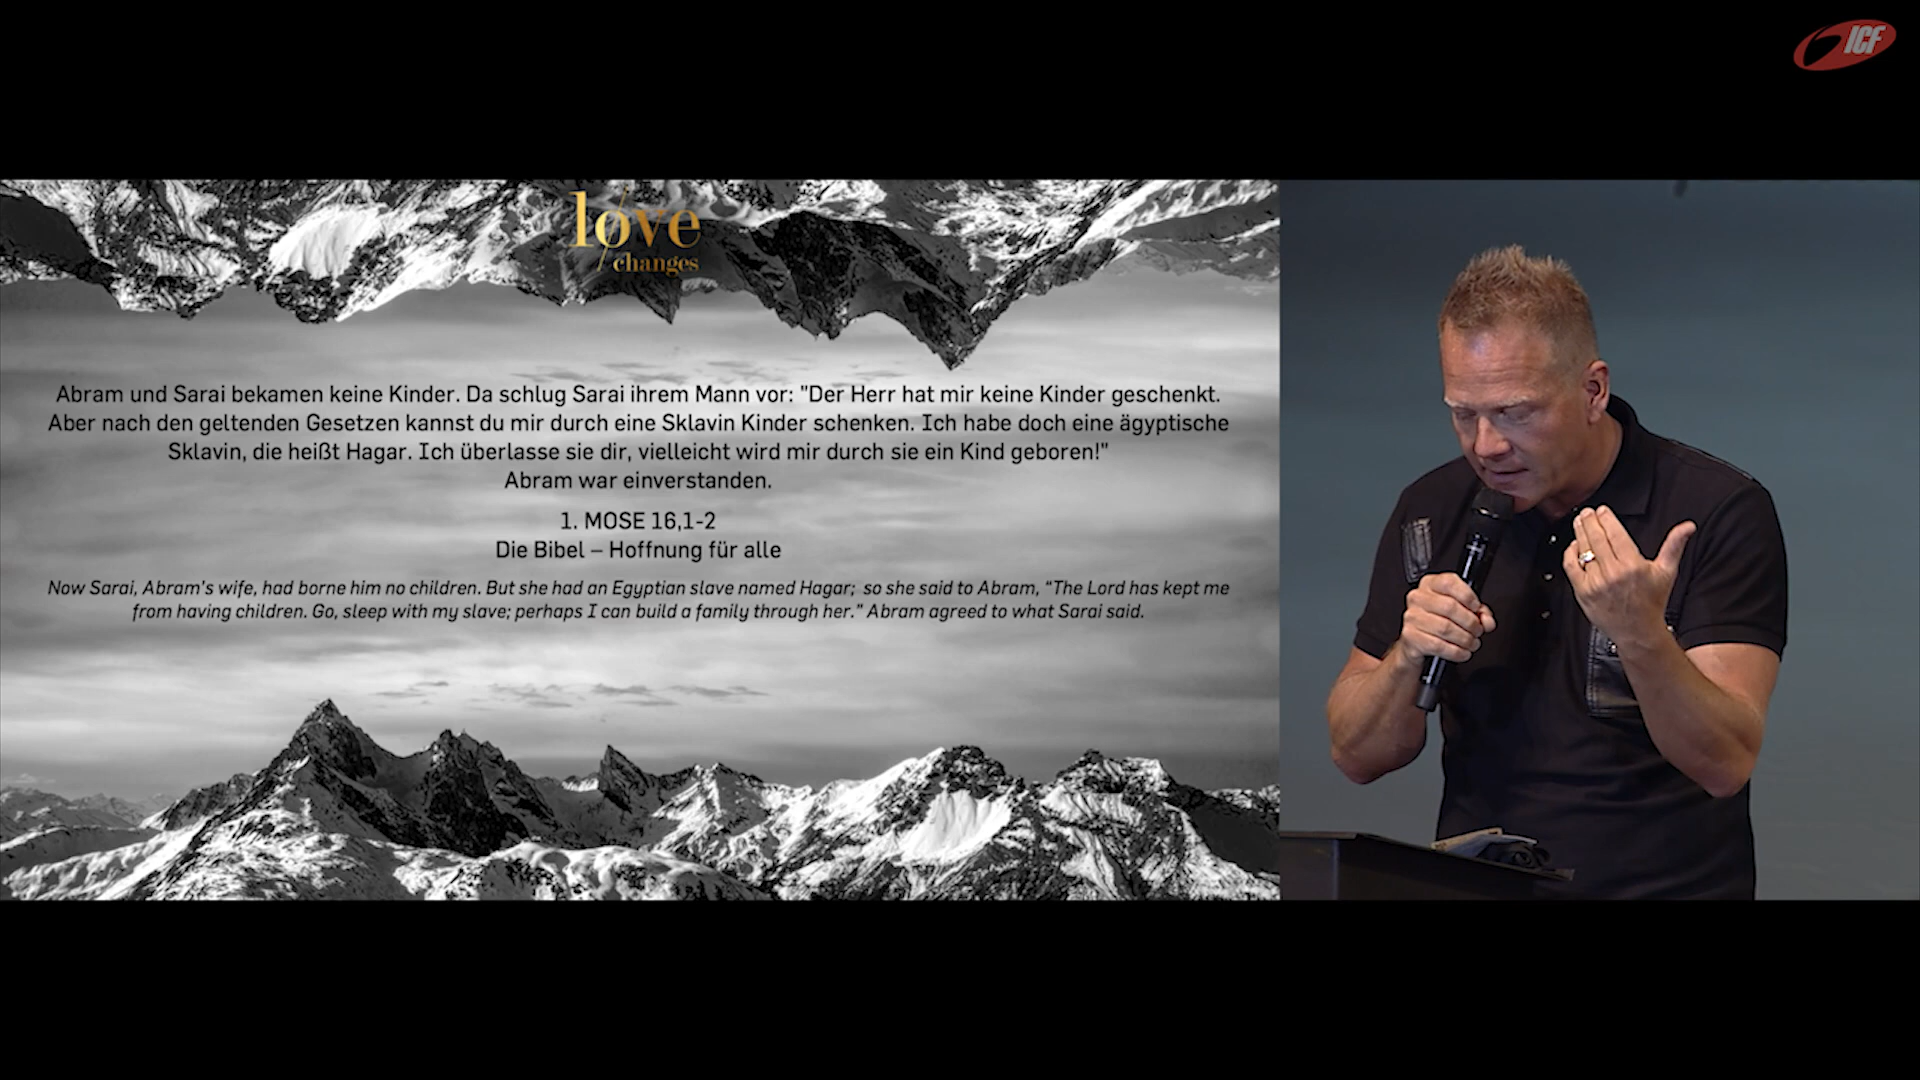 ICF
love
changes
Abram und Sarai bekamen keine Kinder. Da schlug Sarai ihrem Mann vor: "Der Herr hat mir keine Kinder geschenkt.
Aber nach den geltenden Gesetzen kannst du mir durch eine Sklavin Kinder schenken. Ich habe doch eine ägyptische
Sklavin, die heißt Hagar. Ich überlasse sie dir, vielleicht wird mir durch sie ein Kind geboren!"
Abram war einverstanden.
1. MOSE 16,1-2
Die Bibel – Hoffnung für alle
Now Sarai, Abram's wife, had borne him no children. But she had an Egyptian slave named Hagar; so she said to Abram, “The Lord has kept me
from having children. Go, sleep with my slave; perhaps I can build a family through her.” Abram agreed to what Sarai said.